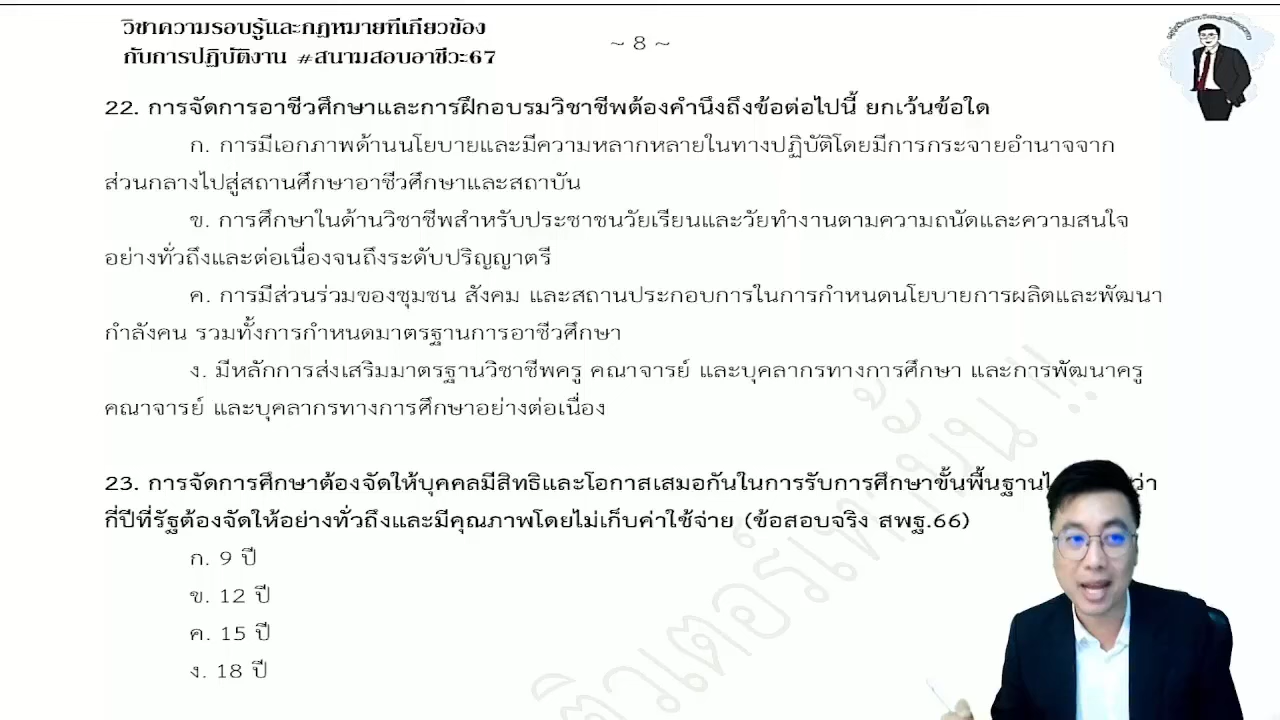 วิชาความรอบรู้และกฎหมายที่เกี่ยวข้อง
กับการปฏิบัติงาน #สนามสอบอาชีวะ67
~ 8 ~
22. การจัดการอาชีวศึกษาและการฝึกอบรมวิชาชีพต้องคำนึงถึงข้อต่อไปนี้ ยกเว้นข้อใด
ก. การมีเอกภาพด้านนโยบายและมีความหลากหลายในทางปฏิบัติโดยมีการกระจายอำนาจจาก
ส่วนกลางไปสู่สถานศึกษาอาชีวศึกษาและสถาบัน
ข. การศึกษาในด้านวิชาชีพสำหรับประชาชนวัยเรียนและวัยทำงานตามความถนัดและความสนใจ
อย่างทั่วถึงและต่อเนื่องจนถึงระดับปริญญาตรี
ค. การมีส่วนร่วมของชุมชน สังคม และสถานประกอบการในการกำหนดนโยบายการผลิตและพัฒนา
กำลังคน รวมทั้งการกำหนดมาตรฐานการอาชีวศึกษา
ง. มีหลักการส่งเสริมมาตรฐานวิชาชีพครู คณาจารย์ และบุคลากรทางการศึกษา และการพัฒนาครู
คณาจารย์ และบุคลากรทางการศึกษาอย่างต่อเนื่อง
23. การจัดการศึกษาต้องจัดให้บุคคลมีสิทธิและโอกาสเสมอกันในการรับการศึกษาขั้นพื้นฐาน ว่า
กี่ปีที่รัฐต้องจัดให้อย่างทั่วถึงและมีคุณภาพโดยไม่เก็บค่าใช้จ่าย (ข้อสอบจริง สพฐ.66)
ก. 9 ปี
ข. 12 ปี
ค. 15 ปี
ง. 18 ปี
ติวเตอร์เทาบั้น !!